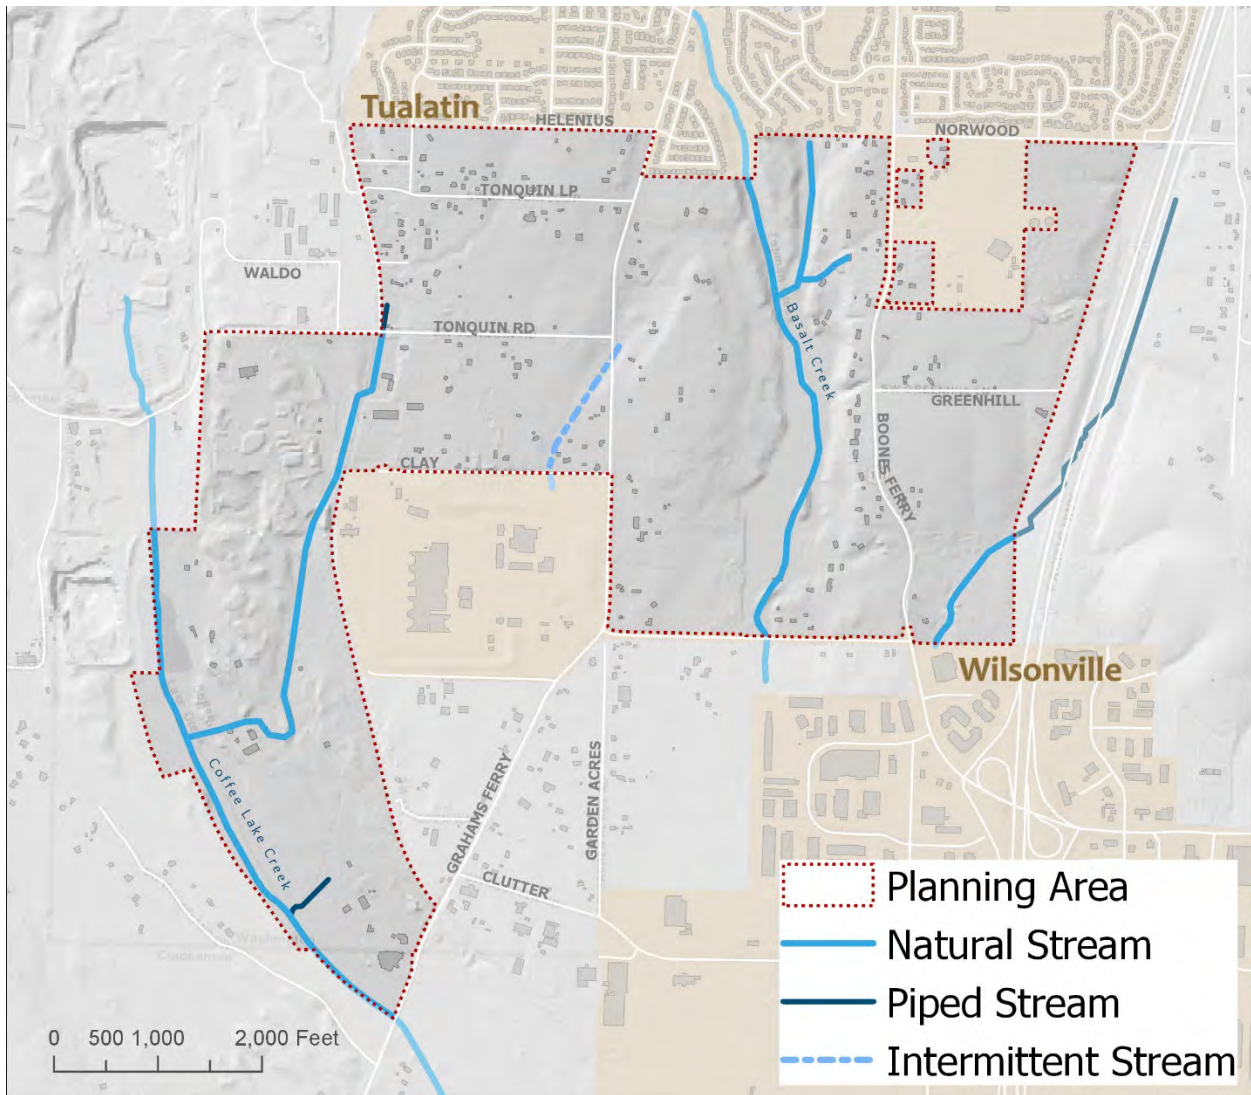 Tualatin
HELENIUS
NORWOOD
TONQUIN LP
WALDO
TONQUIN RD
Basalt Creek
GREENHILL
CLAY
BOONES FERRY
Wilsonville
Coffee Lake Creek
GRAHAMS FERRY
GARDEN ACRES
CLUTTER
Clackamas
Planning Area
Natural Stream
Piped Stream
Intermittent Stream
0 500 1,000 2,000 Feet